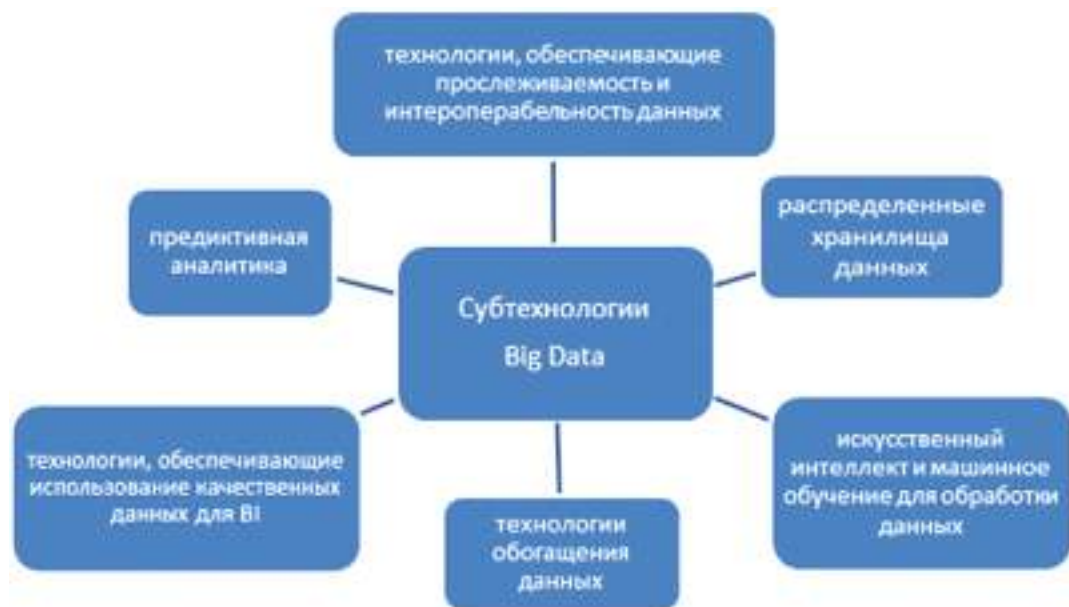 технологии, обеспечивающие
прослеживаемость и
интероперабельность данных
предиктивная
аналитика
распределенные
хранилища
данных
Субтехнологии
Big Data
технологии, обеспечивающие
использование качественных
данных для BI
искусственный
интеллект и машинное
обучение для обработки
данных
технологии
обогащения
данных